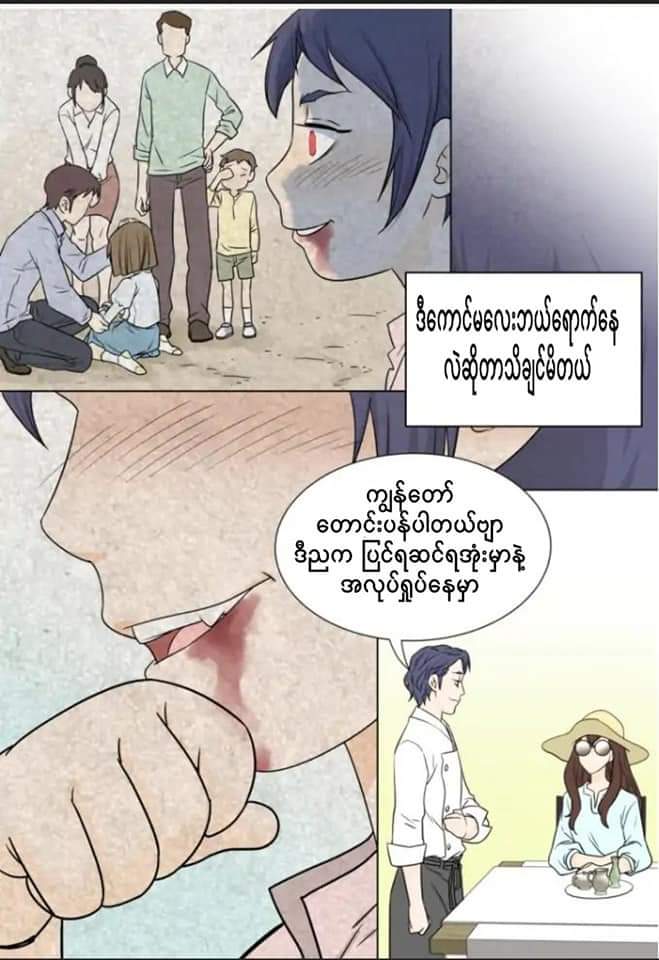 ဒီကောင်မလေးဘယ်ရောက်နေ
လဲဆိုတာသိချင်မိတယ်
ကျွန်တော်
တောင်းပန်ပါတယ်ဗျာ
ဒီညက ပြင်ရဆင်ရအုံးမှာနဲ့
အလုပ်ရှုပ်နေမှာ